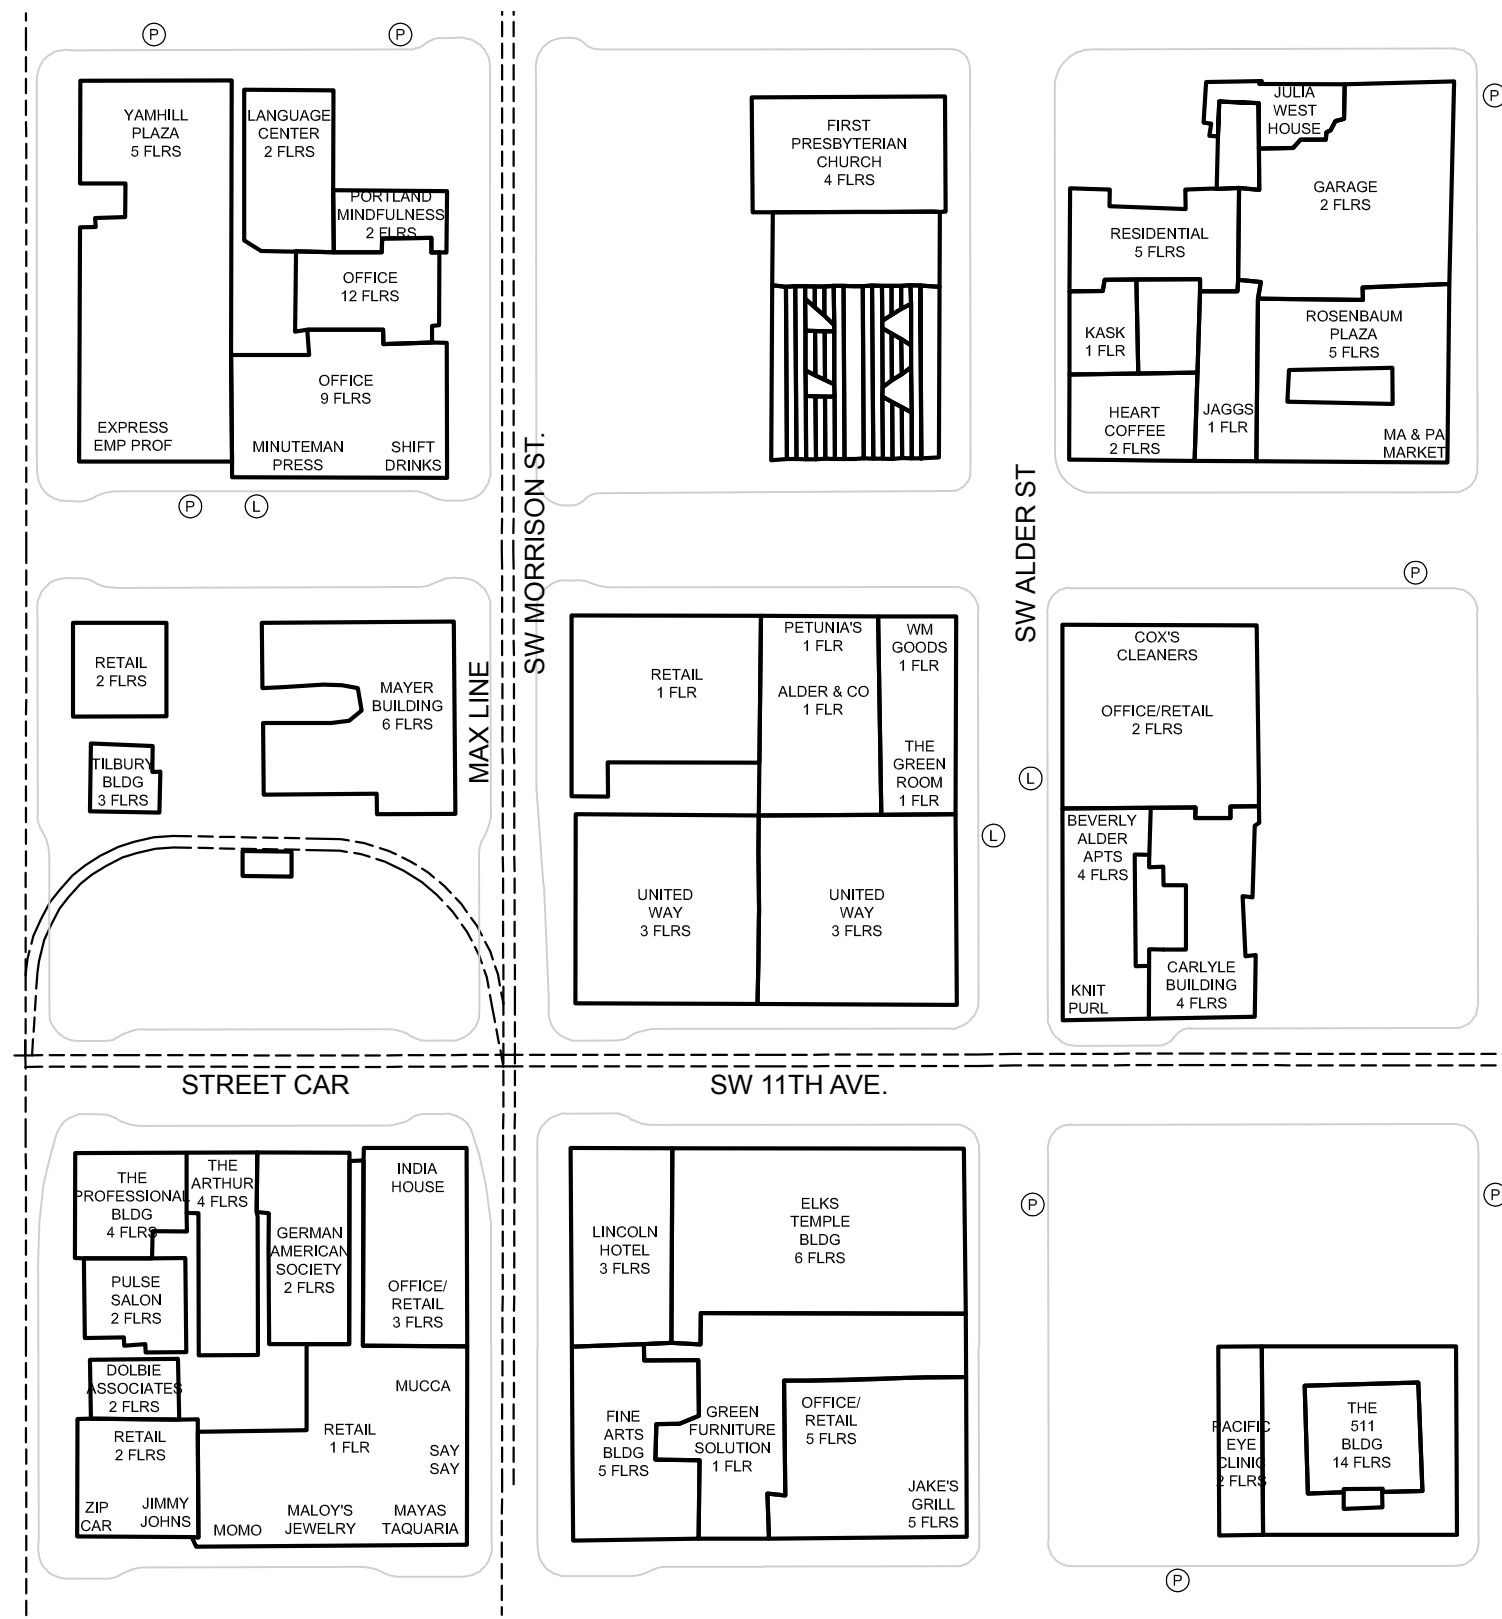 P
P
YAMHILL
PLAZA
5 FLRS
EXPRESS
EMP PROF
LANGUAGE
CENTER
2 FLRS
PORTLAND
MINDFULNESS
2 FLRS
OFFICE
12 FLRS
OFFICE
9 FLRS
MINUTEMAN
PRESS
SHIFT
DRINKS
P
L
FIRST
PRESBYTERIAN
CHURCH
4 FLRS
JULIA
WEST
HOUSE
P
GARAGE
2 FLRS
RESIDENTIAL
5 FLRS
KASK
1 FLR
HEART
COFFEE
2 FLRS
JAGGS
1 FLR
ROSENBAUM
PLAZA
5 FLRS
MA & PA
MARKET
SW MORRISON ST.
SW ALDER ST
MAX LINE
RETAIL
2 FLRS
TILBURY
BLDG
3 FLRS
MAYER
BUILDING
6 FLRS
RETAIL
1 FLR
PETUNIA'S
1 FLR
ALDER & CO
1 FLR
WM
GOODS
1 FLR
THE
GREEN
ROOM
1 FLR
UNITED
WAY
3 FLRS
UNITED
WAY
3 FLRS
L
L
P
COX'S
CLEANERS
OFFICE/RETAIL
2 FLRS
BEVERLY
ALDER
APTS
4 FLRS
KNIT
PURL
CARLYLE
BUILDING
4 FLRS
STREET CAR
SW 11TH AVE.
THE
PROFESSIONAL
BLDG
4 FLRS
THE
ARTHUR
4 FLRS
GERMAN
AMERICAN
SOCIETY
2 FLRS
INDIA
HOUSE
OFFICE/
RETAIL
3 FLRS
PULSE
SALON
2 FLRS
DOLBIE
ASSOCIATES
2 FLRS
RETAIL
2 FLRS
ZIP
CAR
JIMMY
JOHNS
MOMO
RETAIL
1 FLR
MUCCA
SAY
SAY
MALOY'S
JEWELRY
MAYAS
TAQUARIA
LINCOLN
HOTEL
3 FLRS
ELKS
TEMPLE
BLDG
6 FLRS
FINE
ARTS
BLDG
5 FLRS
GREEN
FURNITURE
SOLUTION
1 FLR
OFFICE/
RETAIL
5 FLRS
JAKE'S
GRILL
5 FLRS
P
P
PACIFIC
EYE
CLINIC
2 FLRS
THE
511
BLDG
14 FLRS
P